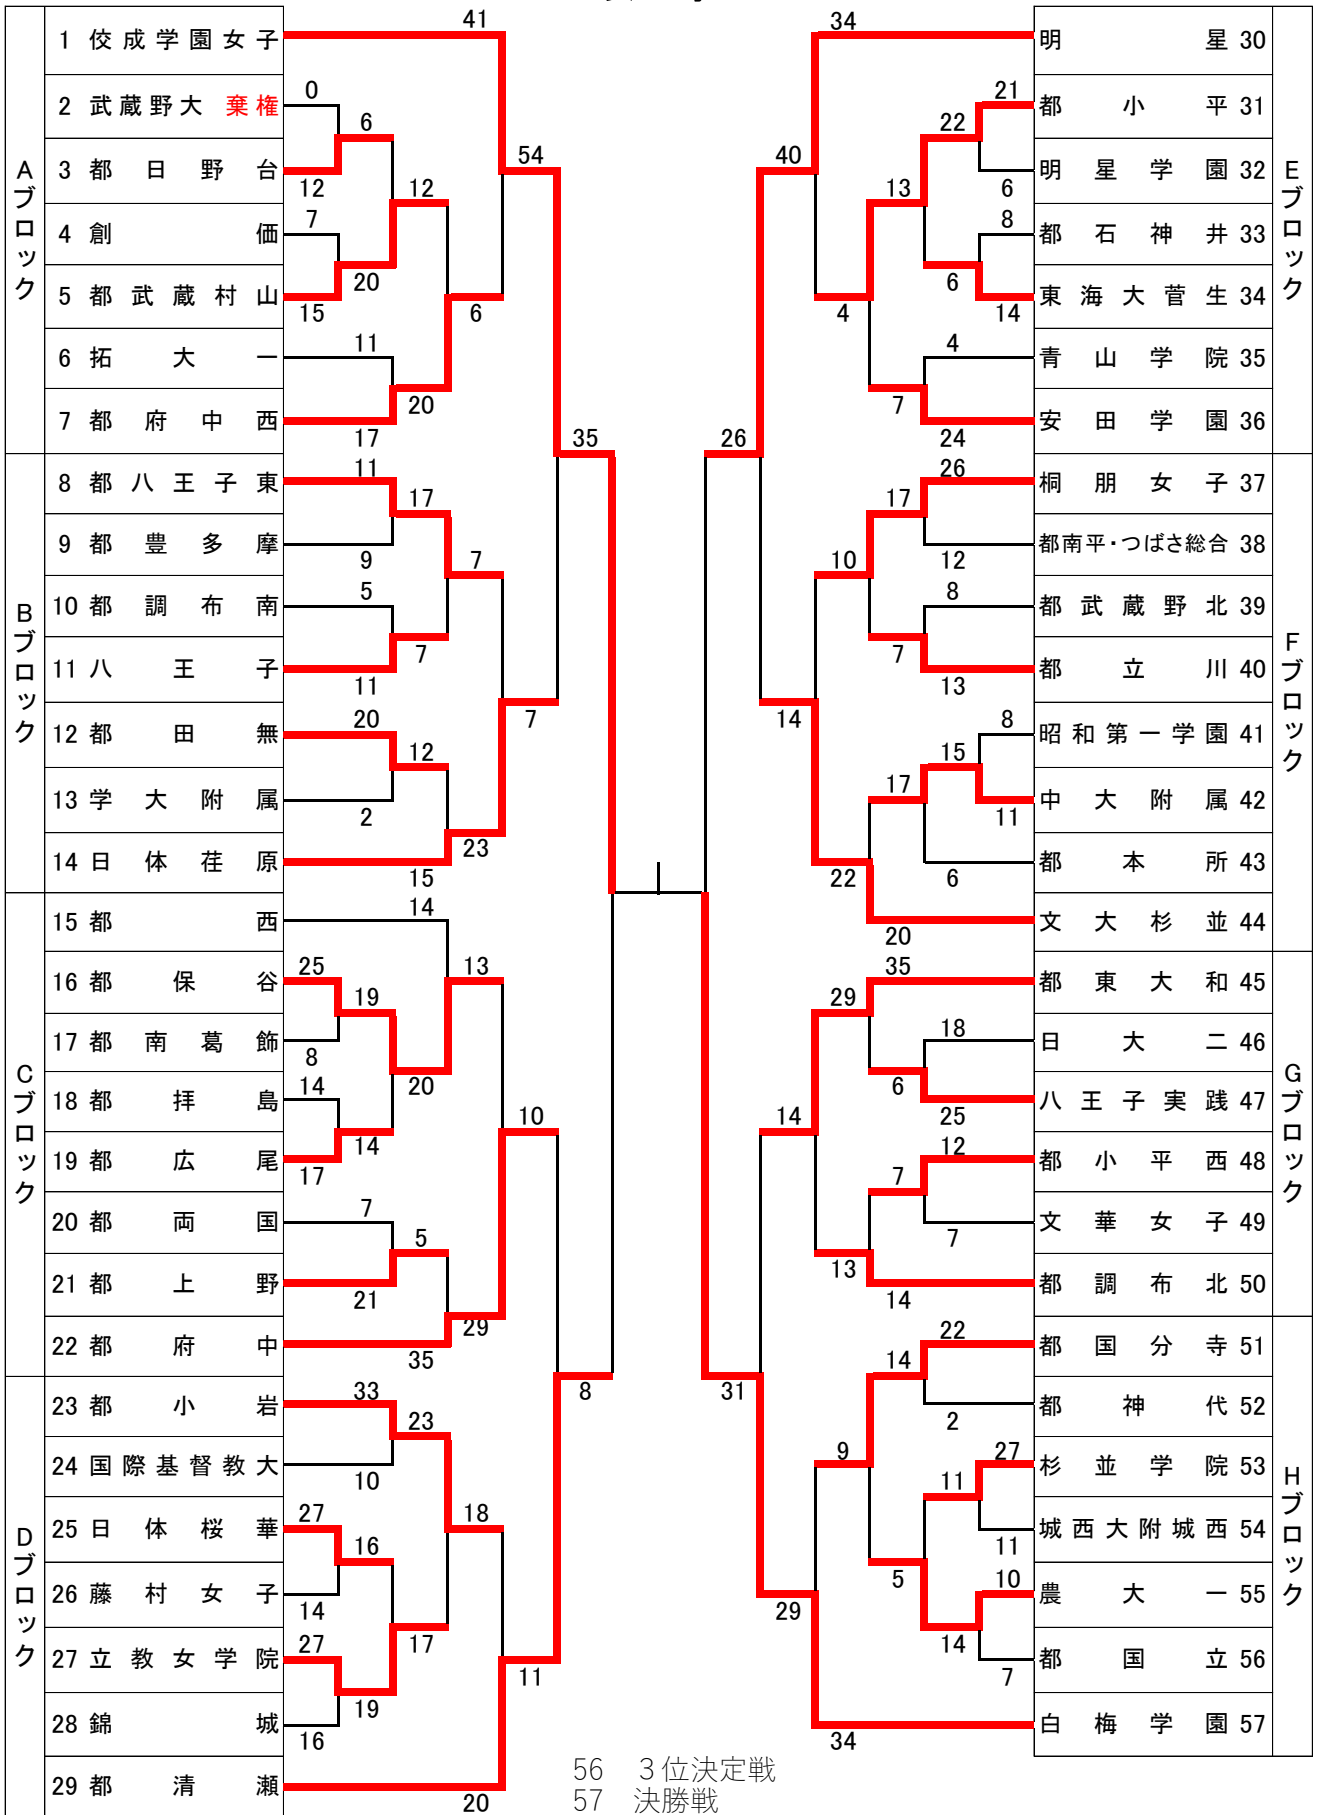 Aブロック
1 佼成学園女子
2 武蔵野大 棄権
3 都日野台
4 創価
5 都武蔵村山
6 拓大一
7 都府中西
Bブロック
8 都八王子東
9 都豊多摩
10 都調布南
11 八王子
12 都田無
13 学大附属
14 日体荏原
Cブロック
15 都西
16 都保谷
17 都南葛飾
18 都拝島
19 都広尾
20 都両国
21 都上野
22 都府中
Dブロック
23 都小岩
24 国際基督教大
25 日体桜華
26 藤村女子
27 立教女学院
28 錦城
29 都清瀬
41
0
6
12
54
12
7
20
15
6
11
20
17
35
11
17
9
7
5
7
11
20
12
7
2
23
15
14
25
19
13
8
14
20
14
17
10
7
5
21
29
35
33
23
8
10
27
18
16
14
27
17
19
11
16
20
34
21
22
40
6
13
8
6
14
4
4
7
24
26
26
17
12
10
8
7
13
14
8
15
17
11
22
6
20
35
29
18
6
25
14
12
7
7
13
14
22
14
31
2
9
27
11
11
5
10
29
14
7
34
Eブロック
明星 30
都小平 31
明星学園 32
都石神井 33
東海大菅生 34
青山学院 35
安田学園 36
Fブロック
桐朋女子 37
都南平・つばさ総合 38
都武蔵野北 39
都立川 40
昭和第一学園 41
中大附属 42
都本所 43
文大杉並 44
Gブロック
都東大和 45
日大二 46
八王子実践 47
都小平西 48
文華女子 49
都調布北 50
Hブロック
都国分寺 51
都神代 52
杉並学院 53
城西大附城西 54
農大一 55
都国立 56
白梅学園 57
56 3位決定戦
57 決勝戦